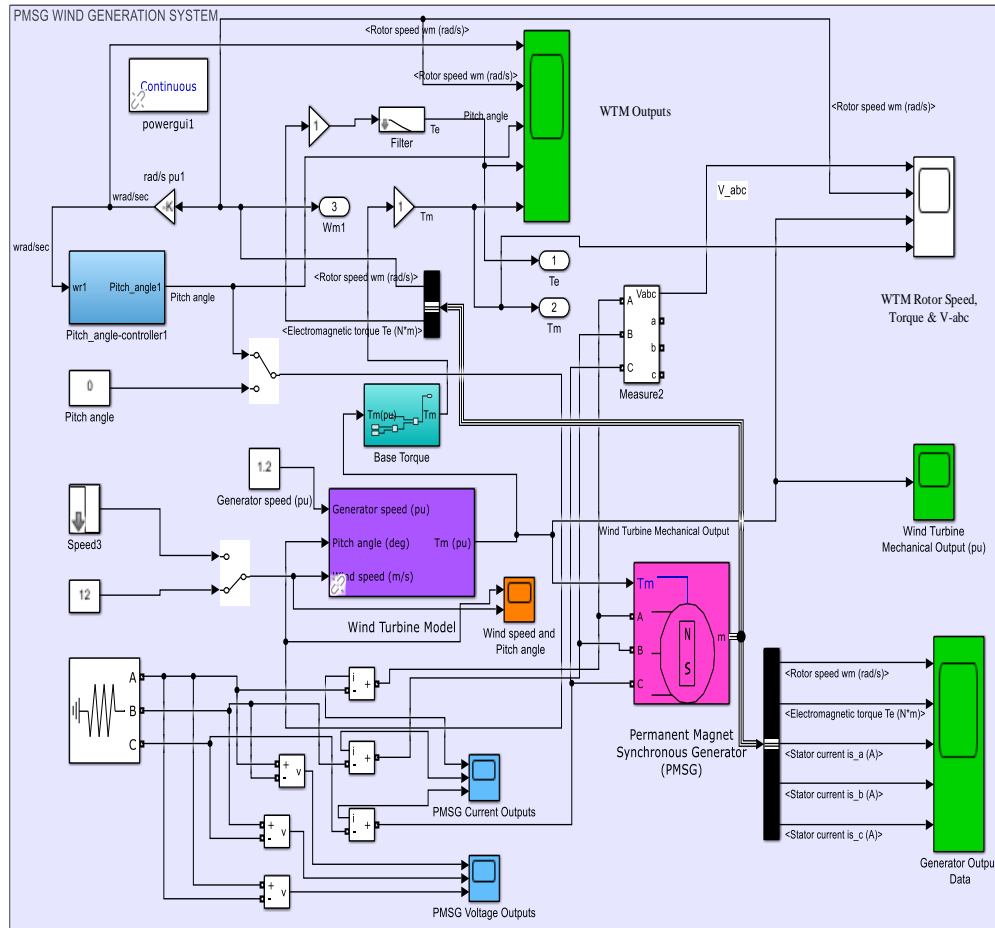 PMSG WIND GENERATION SYSTEM
<Rotor speed wm (rad/s)>
<Rotor speed wm (rad/s)>
<Rotor speed wm (rad/s)>
Continuous
powergui1
1
Filter
Te
Pitch angle
WTM Outputs
rad/s pu1
wrad/sec
-K-
3
Wm1
1
Tm
V_abc
wrad/sec
wr1
Pitch_angle1
Pitch angle
Pitch_angle-controller1
<Rotor speed wm (rad/s)>
<Electromagnetic torque Te (N*m)>
1
Te
2
Tm
A
B
C
Vabc
a
b
c
Measure2
WTM Rotor Speed,
Torque & V-abc
0
Pitch angle
Tm(pu)
Tm
Base Torque
1.2
Generator speed (pu)
Speed3
12
Generator speed (pu)
Pitch angle (deg)
Wind speed (m/s)
Tm (pu)
Wind Turbine Model
Wind Turbine Mechanical Output
Wind Turbine
Mechanical Output (pu)
Wind speed and
Pitch angle
Tm
A
B
C
N
S
m
Permanent Magnet
Synchronous Generator
(PMSG)
A
B
C
i
+
-
i
+
-
i
+
-
+
-
v
+
-
v
+
-
v
PMSG Current Outputs
PMSG Voltage Outputs
<Rotor speed wm (rad/s)>
<Electromagnetic torque Te (N*m)>
<Stator current is_a (A)>
<Stator current is_b (A)>
<Stator current is_c (A)>
Generator Outpu
Data